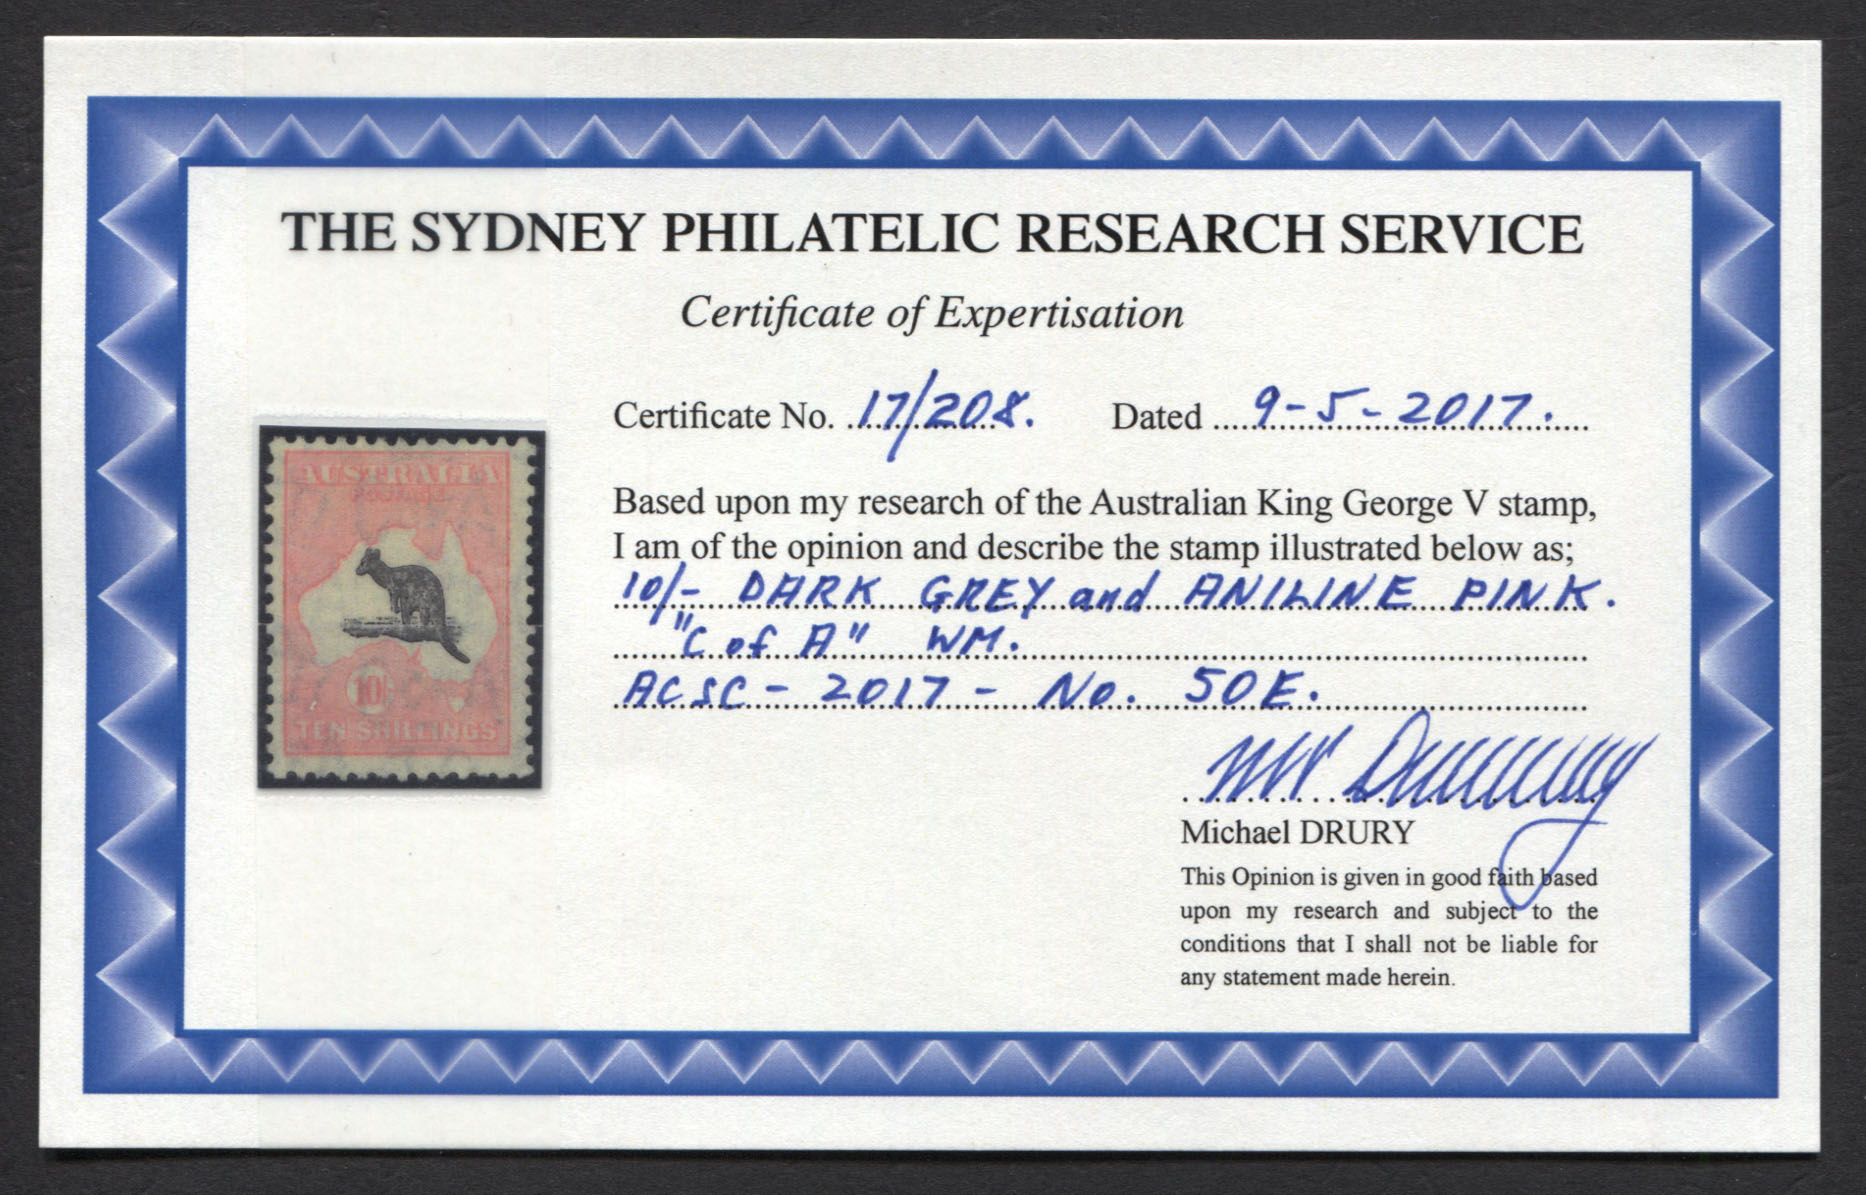 THE SYDNEY PHILATELIC RESEARCH SERVICE
Certificate of Expertisation
Certificate No. 17/208. Dated 9-5-2017.
Based upon my research of the Australian King George V stamp,
I am of the opinion and describe the stamp illustrated below as;
10/- DARK GREY and ANILINE PINK.
"C of A" WM.
ACSC - 2017 - No. 50E.
AUSTRALIA
POSTAGE
10
TEN SHILLINGS
MW Drury
Michael DRURY
This Opinion is given in good faith based
upon my research and subject to the
conditions that I shall not be liable for
any statement made herein.